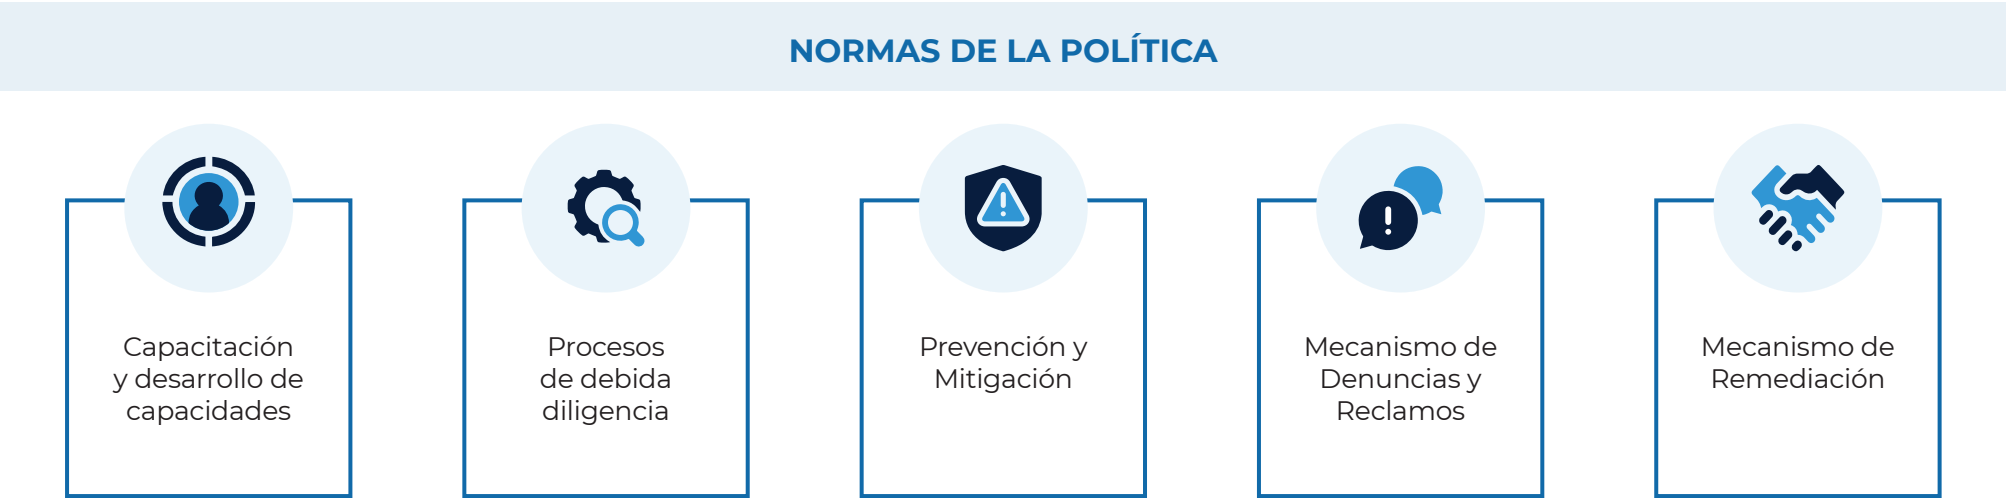 NORMAS DE LA POLÍTICA
Capacitación
y desarrollo de
capacidades
Procesos
de debida
diligencia
Prevención y
Mitigación
Mecanismo de
Denuncias y
Reclamos
Mecanismo de
Remediación